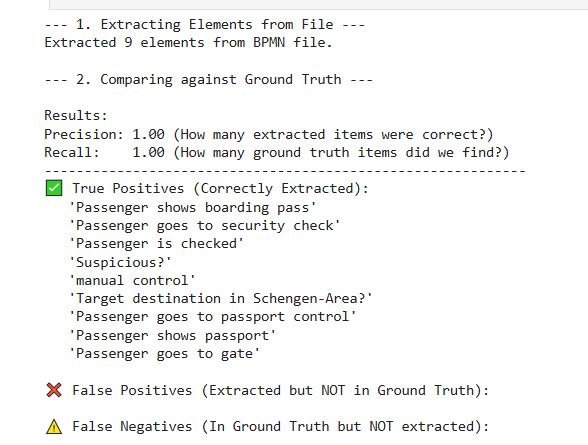 --- 1. Extracting Elements from File ---
Extracted 9 elements from BPMN file.
--- 2. Comparing against Ground Truth ---
Results:
Precision: 1.00 (How many extracted items were correct?)
Recall:    1.00 (How many ground truth items did we find?)
------------------------------------------------------------
✅ True Positives (Correctly Extracted):
'Passenger shows boarding pass'
'Passenger goes to security check'
'Passenger is checked'
'Suspicious?'
'manual control'
'Target destination in Schengen-Area?'
'Passenger goes to passport control'
'Passenger shows passport'
'Passenger goes to gate'
❌ False Positives (Extracted but NOT in Ground Truth):
⚠️ False Negatives (In Ground Truth but NOT extracted):